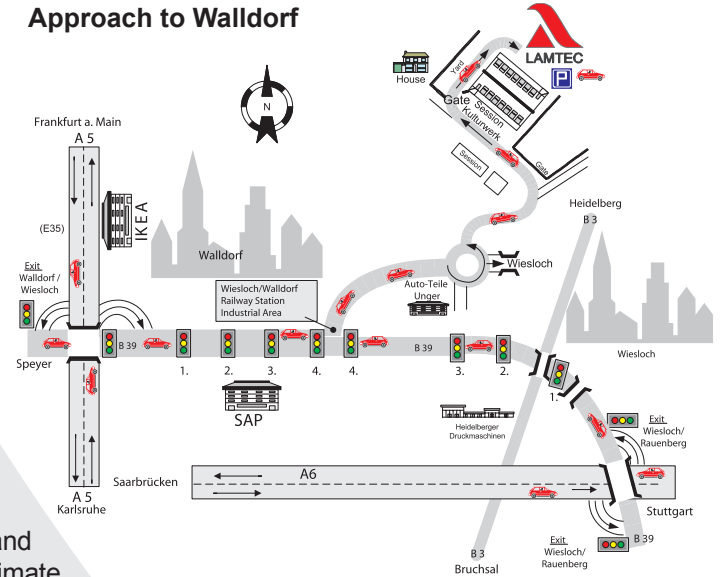 Approach to Walldorf
LAMTEC
P
House
Yard
Gate
Session
Kulturwerk
Session
Gate
N
Frankfurt a. Main
A 5
(E35)
IKEA
Walldorf
Heidelberg
B 3
Exit
Walldorf /
Wiesloch
Wiesloch/Walldorf
Railway Station
Industrial Area
Wiesloch
Auto-Teile
Unger
Wiesloch
Speyer
B 39
1.
2.
3.
4.
4.
B 39
3.
2.
1.
SAP
Heidelberger
Druckmaschinen
Exit
Wiesloch/
Rauenberg
Saarbrücken
A6
Stuttgart
A 5
Karlsruhe
Exit
Wiesloch/
Rauenberg
B 39
B 3
Bruchsal
and
imate